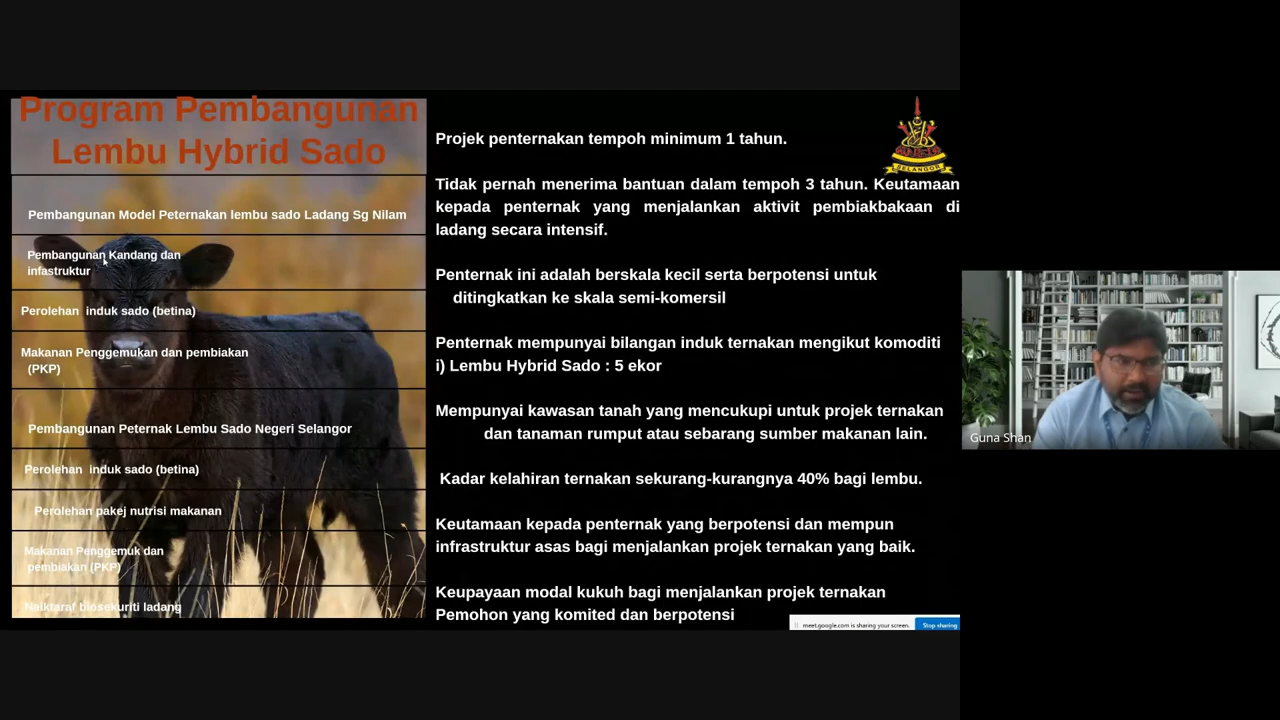 Program Pembangunan
Lembu Hybrid Sado
Pembangunan Model Peternakan lembu sado Ladang Sg Nilam
Pembangunan Kandang dan
infastruktur
Perolehan induk sado (betina)
Makanan Penggemukan dan pembiakan
(PKP)
Pembangunan Peternak Lembu Sado Negeri Selangor
Perolehan induk sado (betina)
Perolehan pakej nutrisi makanan
Makanan Penggemuk dan
pembiakan (PKP)
Naiktaraf biosekuriti ladang
Projek penternakan tempoh minimum 1 tahun.
Tidak pernah menerima bantuan dalam tempoh 3 tahun. Keutamaan
kepada penternak yang menjalankan aktivit pembiakbakaan di
ladang secara intensif.
Penternak ini adalah berskala kecil serta berpotensi untuk
ditingkatkan ke skala semi-komersil
Penternak mempunyai bilangan induk ternakan mengikut komoditi
i) Lembu Hybrid Sado : 5 ekor
Mempunyai kawasan tanah yang mencukupi untuk projek ternakan
dan tanaman rumput atau sebarang sumber makanan lain.
Kadar kelahiran ternakan sekurang-kurangnya 40% bagi lembu.
Keutamaan kepada penternak yang berpotensi dan mempun
infrastruktur asas bagi menjalankan projek ternakan yang baik.
Keupayaan modal kukuh bagi menjalankan projek ternakan
Pemohon yang komited dan berpotensi
SELANGOR
meet.google.com is sharing your screen.
Stop sharing
Guna Shan